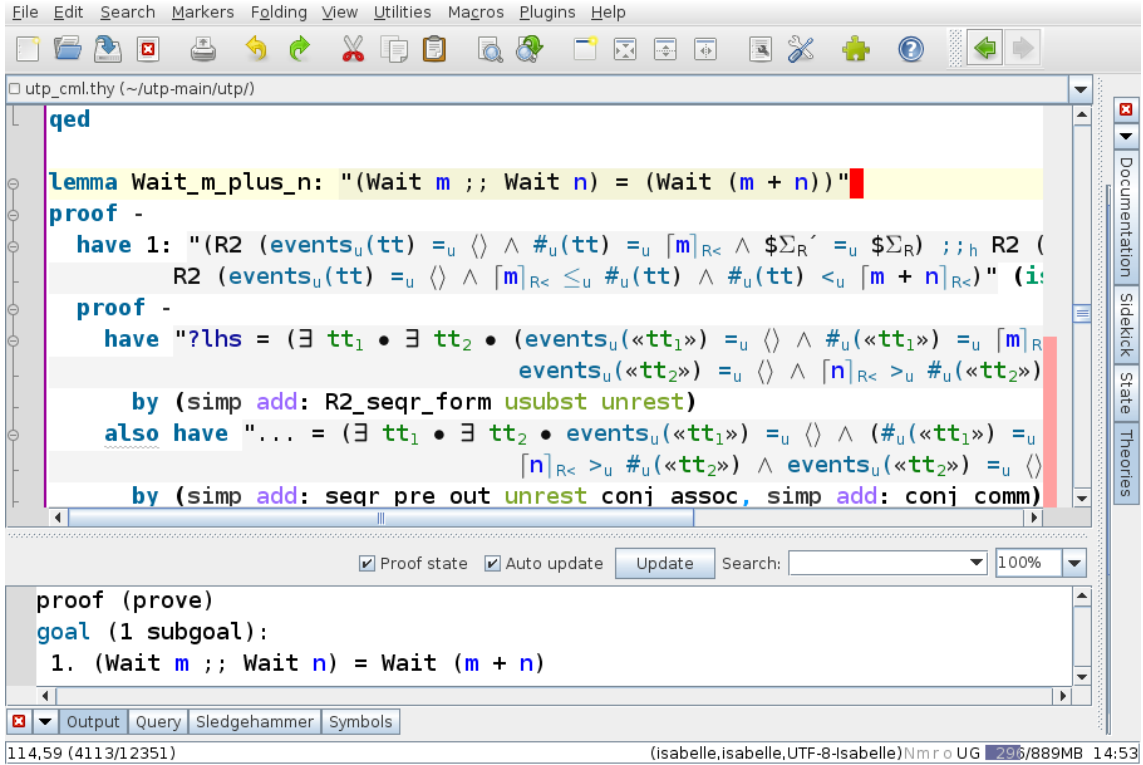 File Edit Search Markers Folding View Utilities Macros Plugins Help
utp_cml.thy (~/utp-main/utp/)
qed
lemma Wait_m_plus_n: "(Wait m ;; Wait n) = (Wait (m + n))"
proof -
have 1: "(R2 (eventsᵤ(tt) =ᵤ ⟨⟩ ∧ #ᵤ(tt) =ᵤ ⌈m⌉R< ∧ $ΣR´ =ᵤ $ΣR) ;;ₕ R2 (
R2 (eventsᵤ(tt) =ᵤ ⟨⟩ ∧ ⌈m⌉R< ≤ᵤ #ᵤ(tt) ∧ #ᵤ(tt) <ᵤ ⌈m + n⌉R<)" (is
proof -
have "?lhs = (∃ tt₁ ● ∃ tt₂ ● (eventsᵤ(«tt₁») =ᵤ ⟨⟩ ∧ #ᵤ(«tt₁») =ᵤ ⌈m⌉R
eventsᵤ(«tt₂») =ᵤ ⟨⟩ ∧ ⌈n⌉R< >ᵤ #ᵤ(«tt₂»)
by (simp add: R2_seqr_form usubst unrest)
also have "... = (∃ tt₁ ● ∃ tt₂ ● eventsᵤ(«tt₁») =ᵤ ⟨⟩ ∧ (#ᵤ(«tt₁») =ᵤ
⌈n⌉R< >ᵤ #ᵤ(«tt₂») ∧ eventsᵤ(«tt₂») =ᵤ ⟨⟩
by (simp add: seqr_pre_out unrest conj_assoc, simp add: conj_comm)
Documentation
Sidekick
State
Theories
Proof state Auto update Update Search: 100%
proof (prove)
goal (1 subgoal):
1. (Wait m ;; Wait n) = Wait (m + n)
Output Query Sledgehammer Symbols
114,59 (4113/12351) (isabelle,isabelle,UTF-8-Isabelle)Nmro UG 296/889MB 14:53